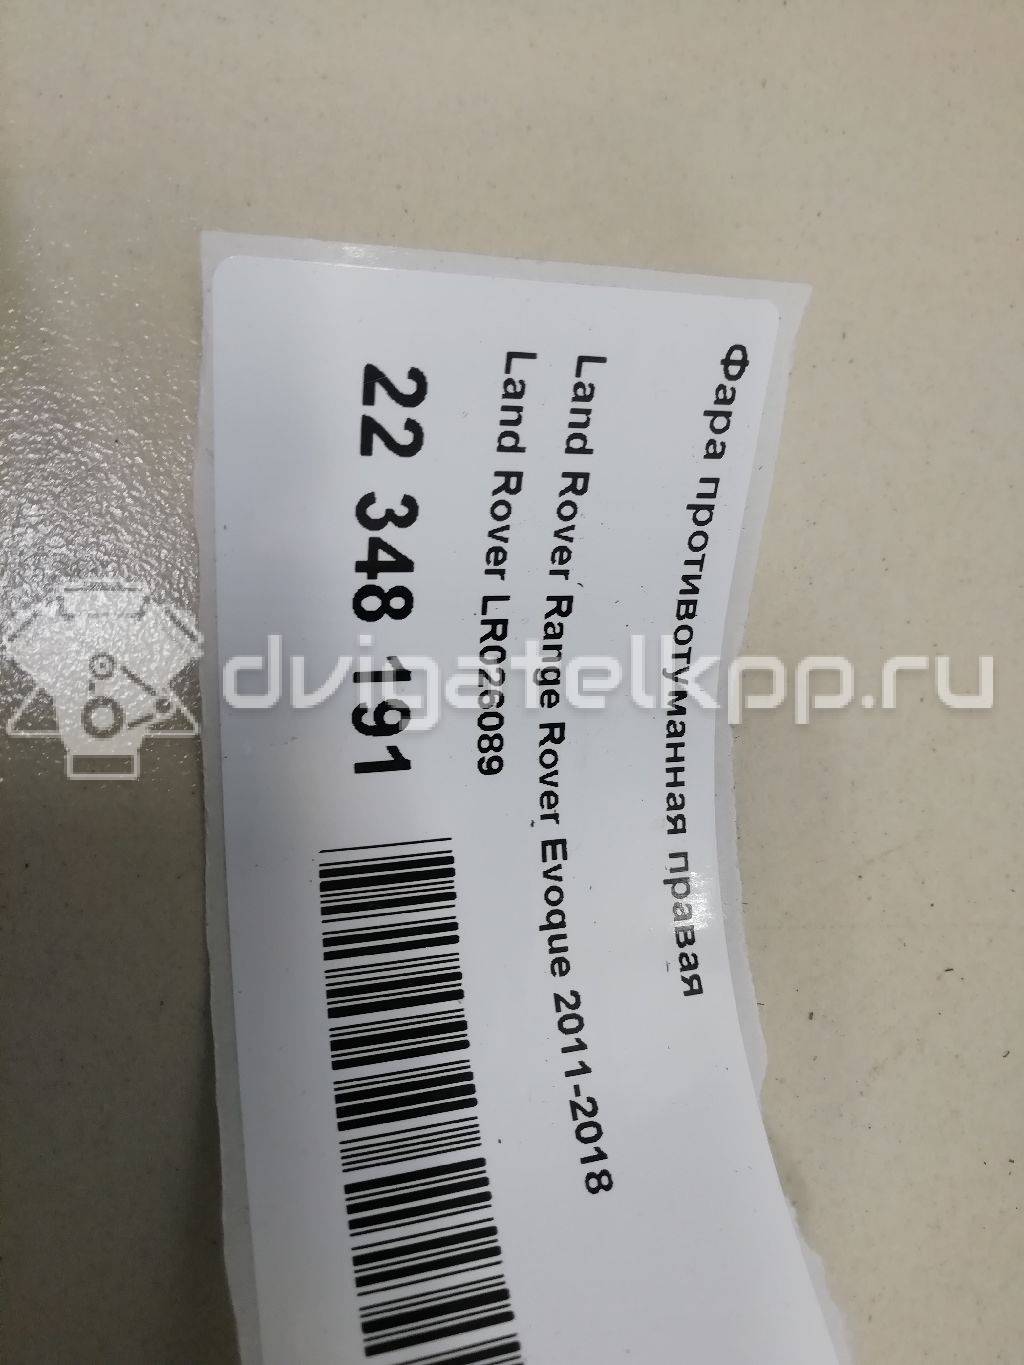 Фара противотуманная правая
Land Rover Range Rover Evoque 2011-2018
Land Rover LR026089
22 348 191
dvigatelkpp.ru